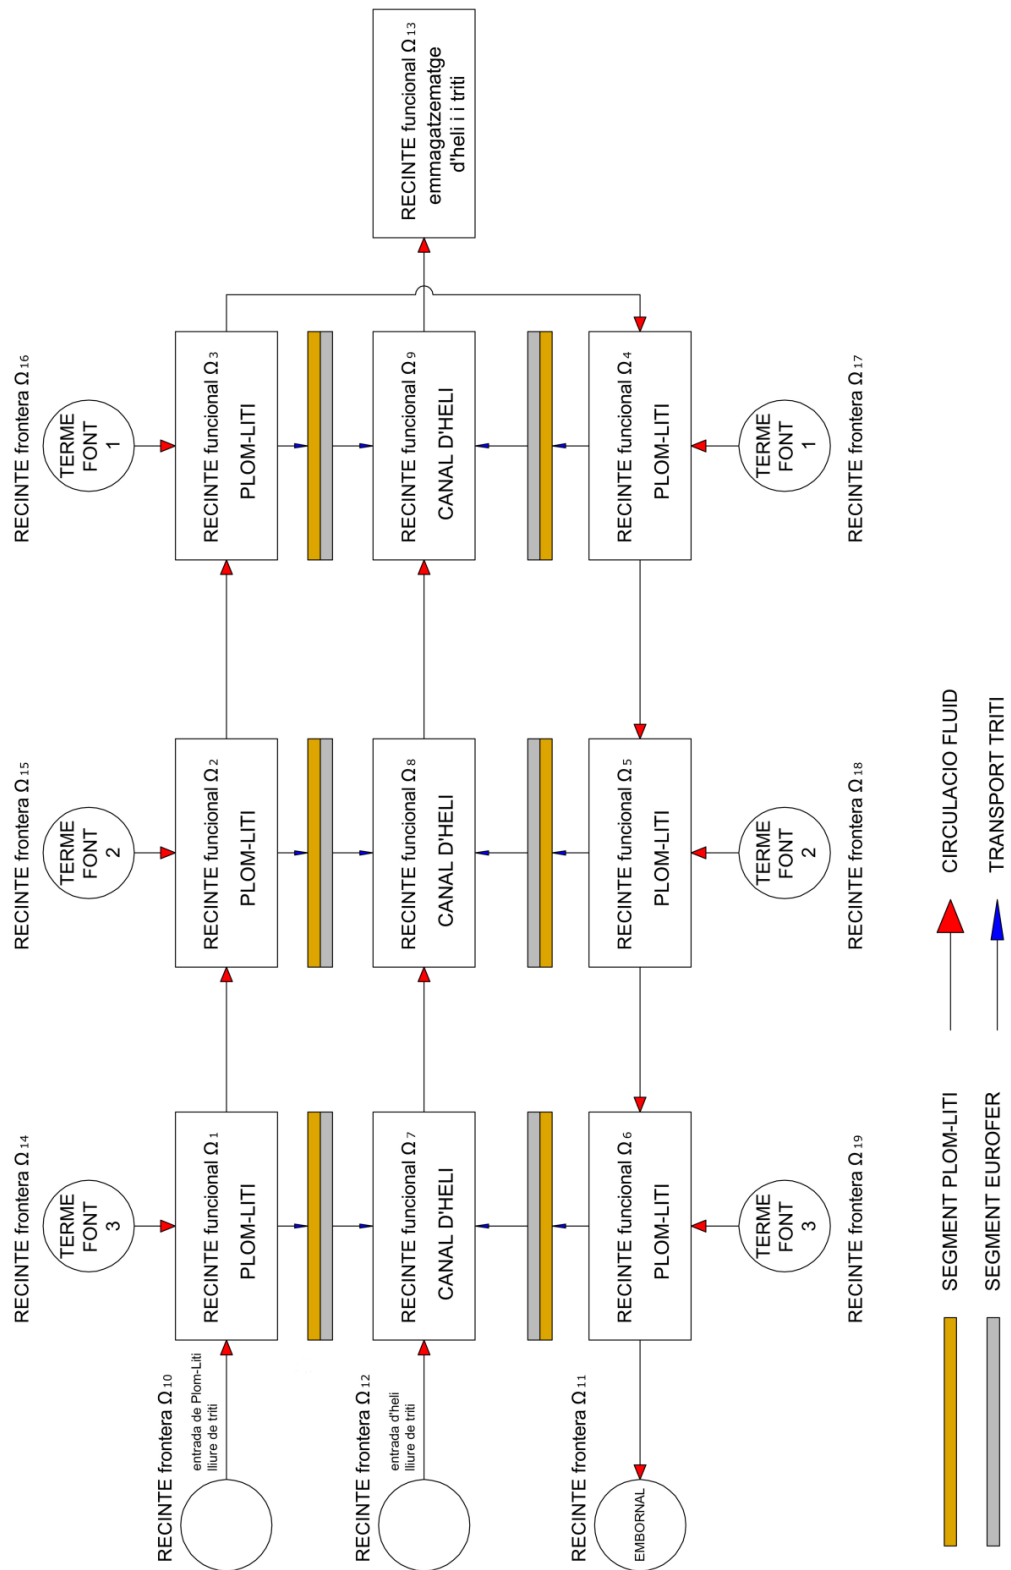 RECINTE frontera Ω14
RECINTE frontera Ω15
RECINTE frontera Ω16
TERME
FONT
3
TERME
FONT
2
TERME
FONT
1
RECINTE frontera Ω10
entrada de Plom-Liti
lliure de triti
RECINTE funcional Ω1
PLOM-LITI
RECINTE funcional Ω2
PLOM-LITI
RECINTE funcional Ω3
PLOM-LITI
RECINTE frontera Ω12
entrada d'heli
lliure de triti
RECINTE funcional Ω7
CANAL D'HELI
RECINTE funcional Ω8
CANAL D'HELI
RECINTE funcional Ω9
CANAL D'HELI
RECINTE funcional Ω13
emmagatzematge
d'heli i i triti
RECINTE frontera Ω11
EMBORNAL
RECINTE funcional Ω6
PLOM-LITI
RECINTE funcional Ω5
PLOM-LITI
RECINTE funcional Ω4
PLOM-LITI
TERME
FONT
3
TERME
FONT
2
TERME
FONT
1
RECINTE frontera Ω19
RECINTE frontera Ω18
RECINTE frontera Ω17
SEGMENT PLOM-LITI
CIRCULACIO FLUID
SEGMENT EUROFER
TRANSPORT TRITI